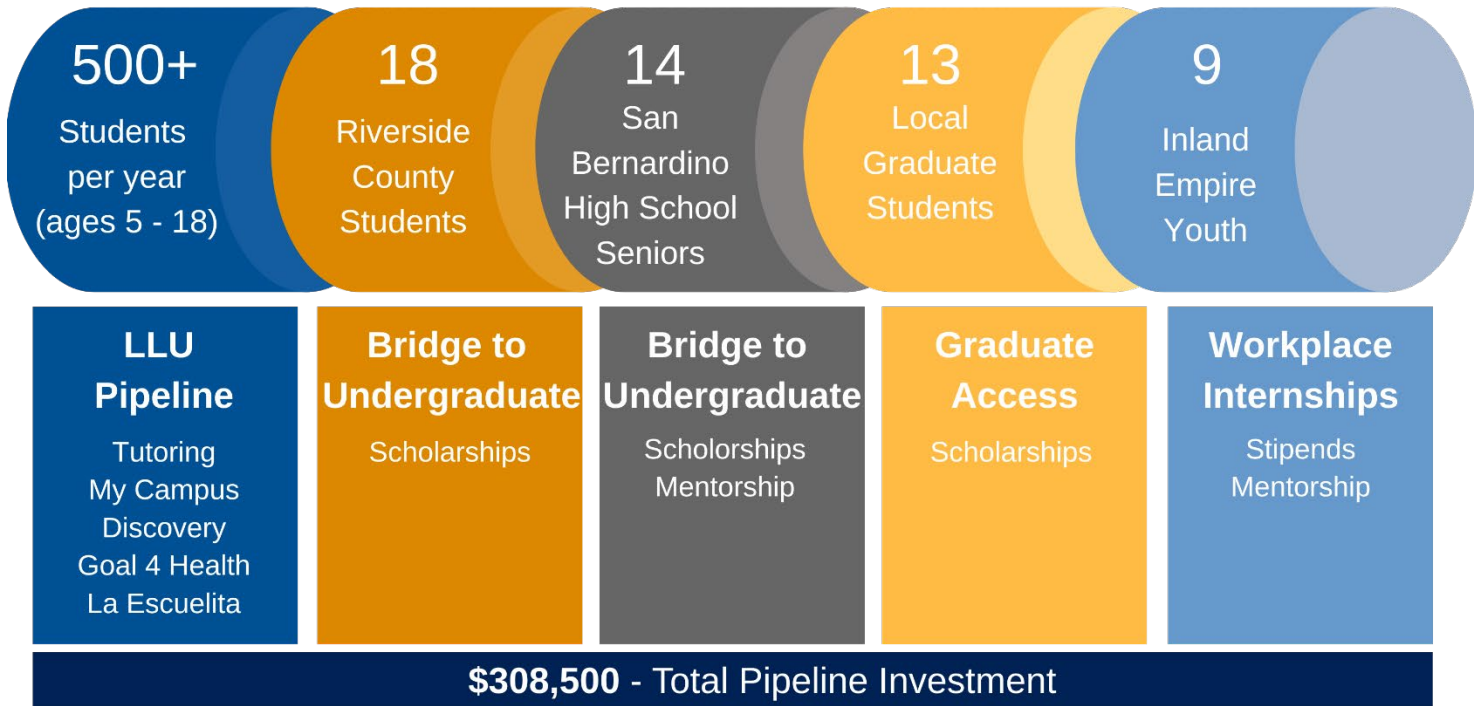 500+
Students
per year
(ages 5 - 18)
18
Riverside
County
Students
14
San
Bernardino
High School
Seniors
13
Local
Graduate
Students
9
Inland
Empire
Youth
LLU
Pipeline
Tutoring
My Campus
Discovery
Goal 4 Health
La Escuelita
Bridge to
Undergraduate
Scholarships
Bridge to
Undergraduate
Scholorships
Mentorship
Graduate
Access
Scholarships
Workplace
Internships
Stipends
Mentorship
$308,500 - Total Pipeline Investment